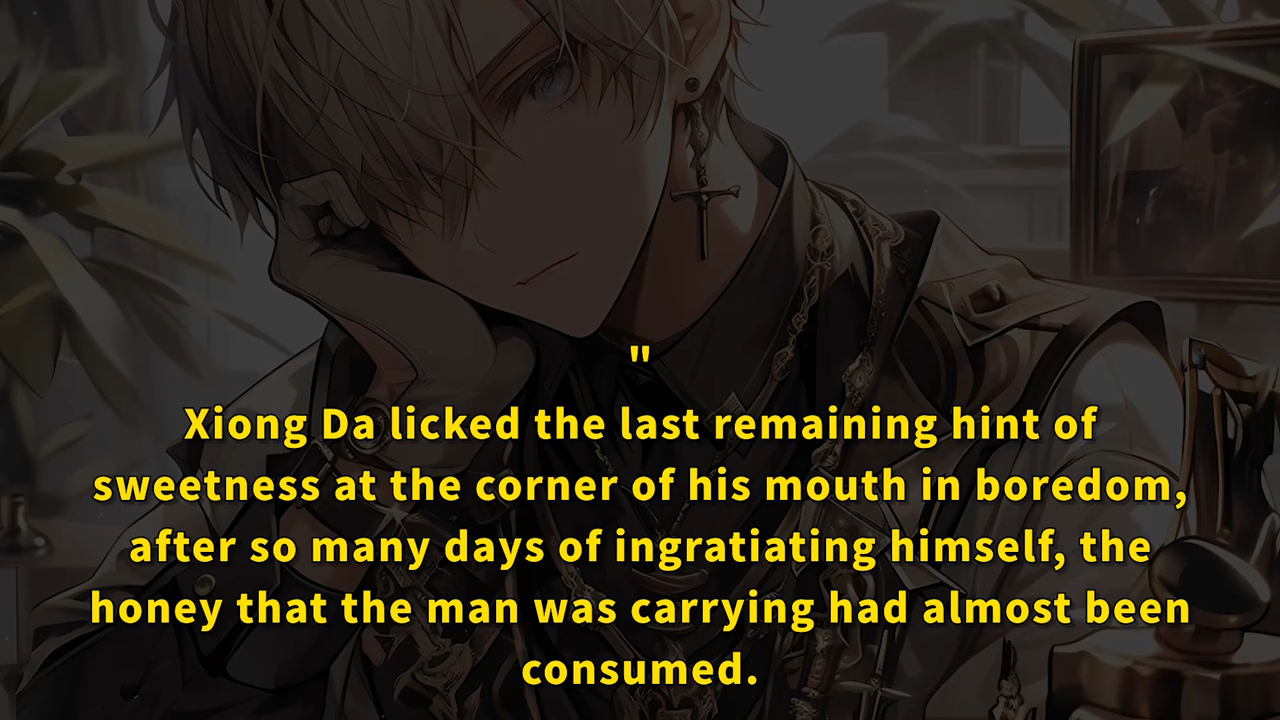 "
Xiong Da licked the last remaining hint of
sweetness at the corner of his mouth in boredom,
after so many days of ingratiating himself, the
honey that the man was carrying had almost been
consumed.